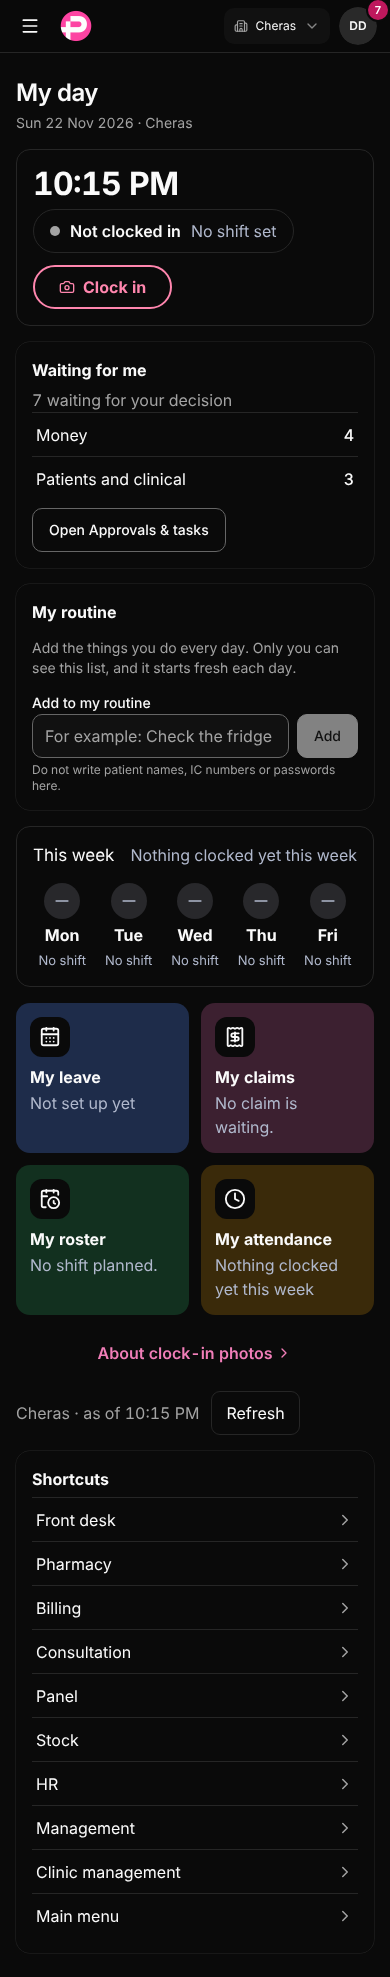 Cheras
DD
7
My day
Sun 22 Nov 2026 · Cheras
10:15 PM
Not clocked in No shift set
Clock in
Waiting for me
7 waiting for your decision
Money 4
Patients and clinical 3
Open Approvals & tasks
My routine
Add the things you do every day. Only you can
see this list, and it starts fresh each day.
Add to my routine
For example: Check the fridge
Add
Do not write patient names, IC numbers or passwords
here.
This week Nothing clocked yet this week
Mon Tue Wed Thu Fri
No shift No shift No shift No shift No shift
My leave
Not set up yet
My claims
No claim is
waiting.
My roster
No shift planned.
My attendance
Nothing clocked
yet this week
About clock-in photos
Cheras · as of 10:15 PM Refresh
Shortcuts
Front desk
Pharmacy
Billing
Consultation
Panel
Stock
HR
Management
Clinic management
Main menu